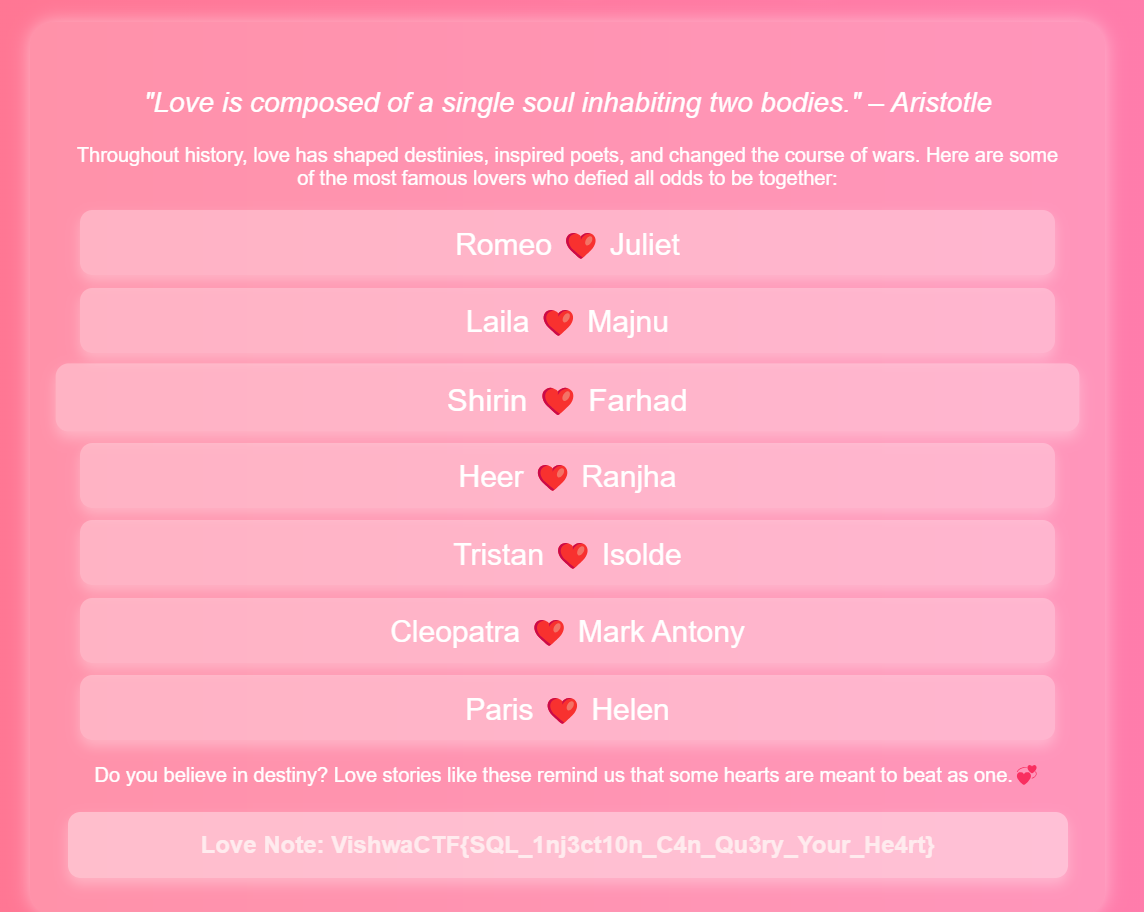 "Love is composed of a single soul inhabiting two bodies." – Aristotle
Throughout history, love has shaped destinies, inspired poets, and changed the course of wars. Here are some
of the most famous lovers who defied all odds to be together:
Romeo ❤️ Juliet
Laila ❤️ Majnu
Shirin ❤️ Farhad
Heer ❤️ Ranjha
Tristan ❤️ Isolde
Cleopatra ❤️ Mark Antony
Paris ❤️ Helen
Do you believe in destiny? Love stories like these remind us that some hearts are meant to beat as one.💞
Love Note: VishwaCTF{SQL_1nj3ct10n_C4n_Qu3ry_Your_He4rt}